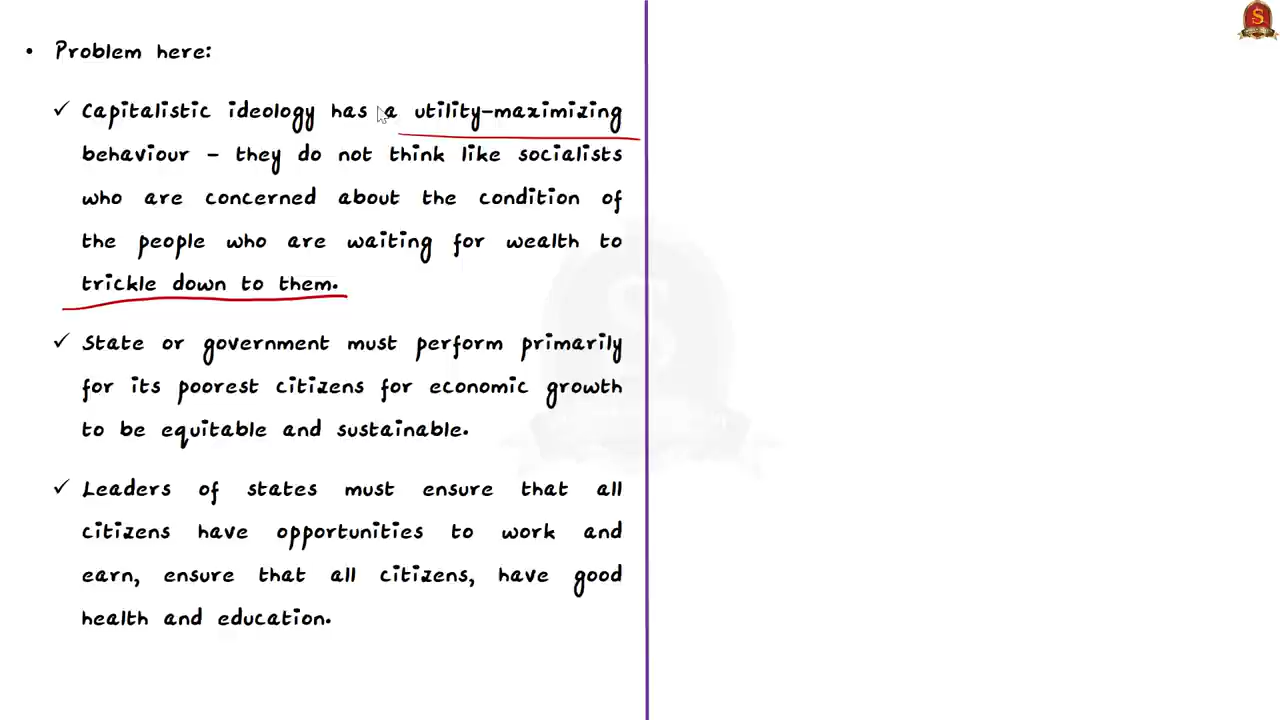 • Problem here:
✓ Capitalistic ideology has a utility-maximizing
behaviour - they do not think like socialists
who are concerned about the condition of
the people who are waiting for wealth to
trickle down to them.
✓ State or government must perform primarily
for its poorest citizens for economic growth
to be equitable and sustainable.
✓ Leaders of states must ensure that all
citizens have opportunities to work and
earn, ensure that all citizens, have good
health and education.
S